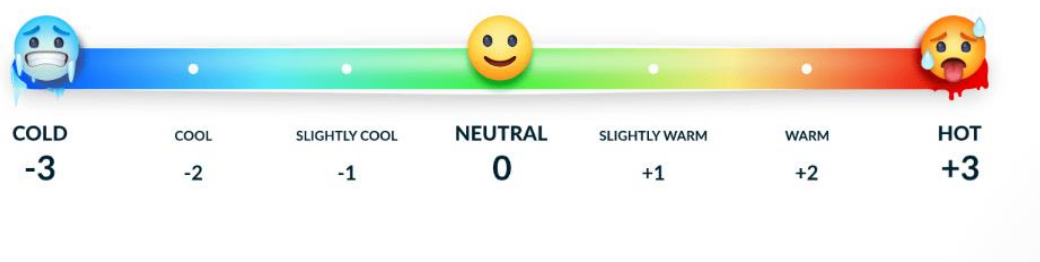 COLD COOL SLIGHTLY COOL NEUTRAL SLIGHTLY WARM WARM HOT
-3 -2 -1 0 +1 +2 +3